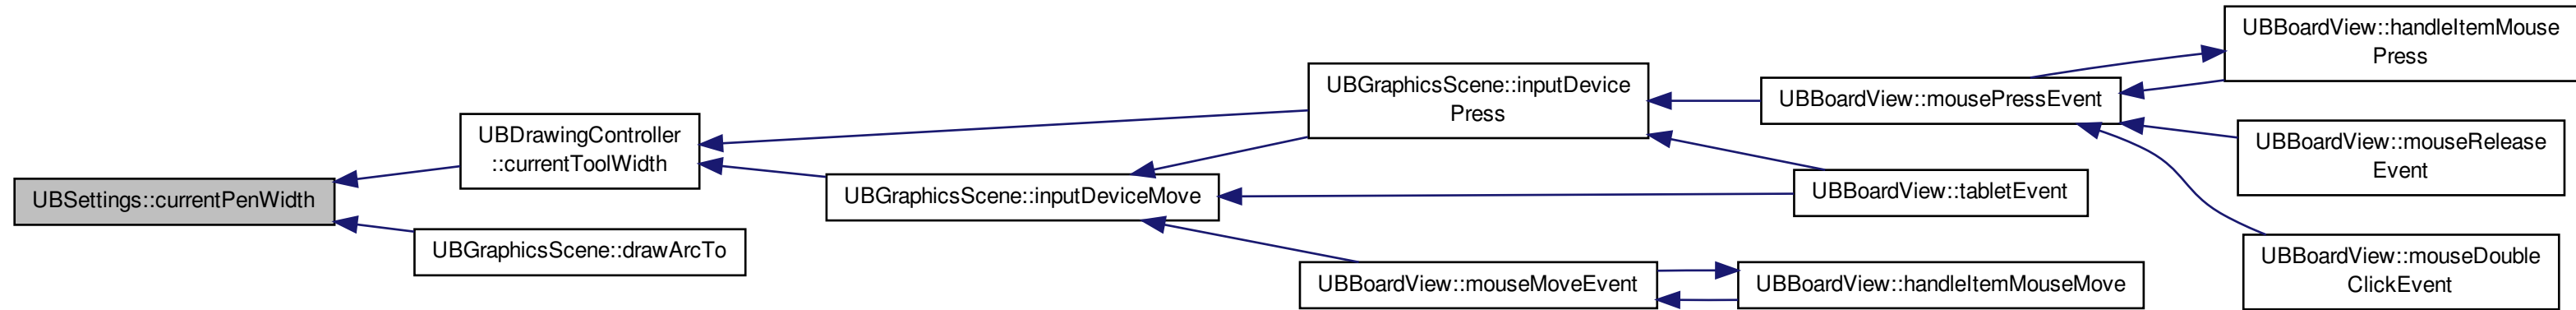 UBSettings::currentPenWidth
UBDrawingController
::currentToolWidth
UBGraphicsScene::drawArcTo
UBGraphicsScene::inputDevice
Press
UBGraphicsScene::inputDeviceMove
UBBoardView::mouseMoveEvent
UBBoardView::mousePressEvent
UBBoardView::tabletEvent
UBBoardView::handleItemMouseMove
UBBoardView::handleItemMouse
Press
UBBoardView::mouseRelease
Event
UBBoardView::mouseDouble
ClickEvent